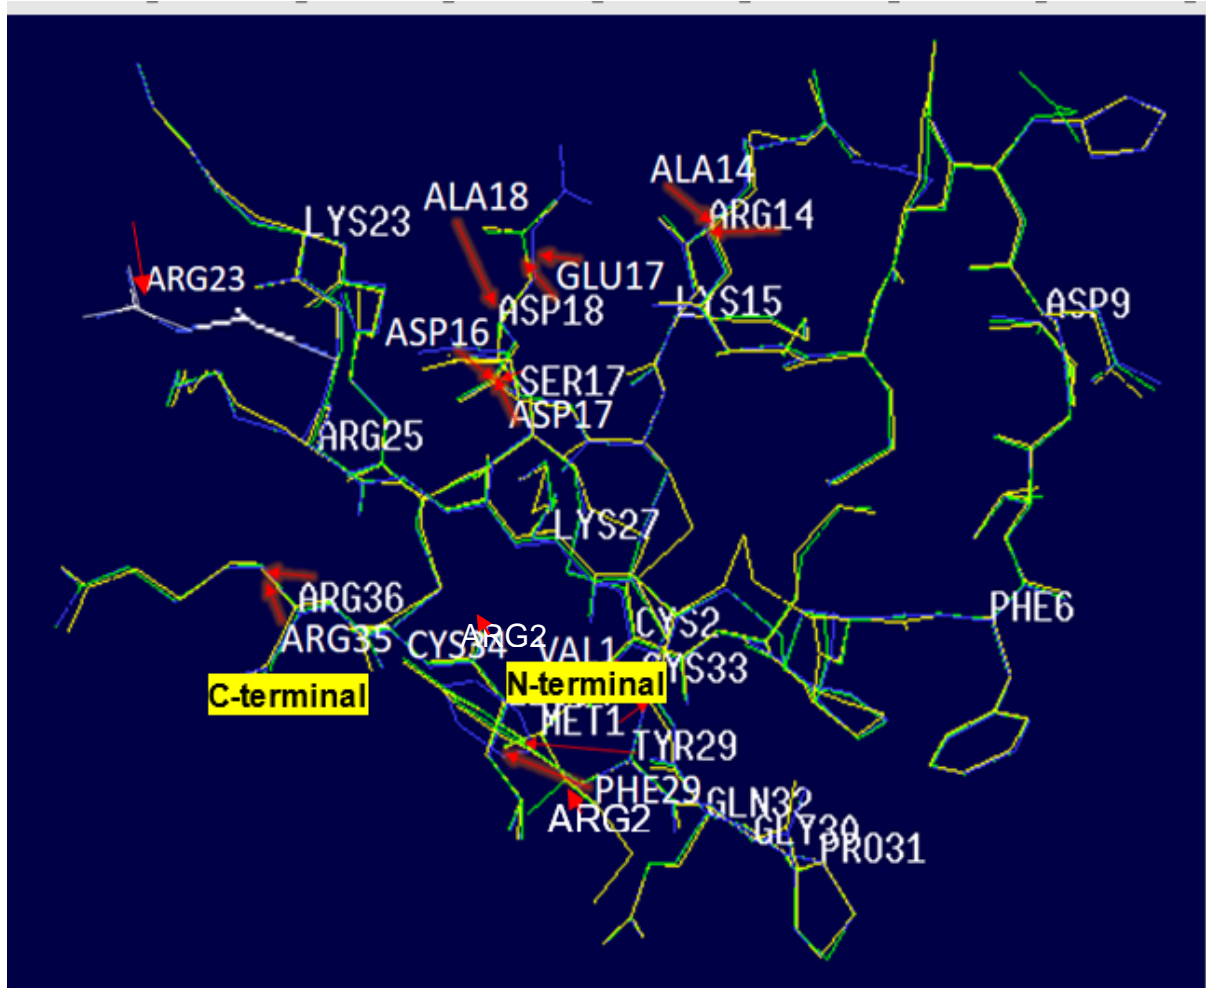 ALA14
ALA18
ARG14
LYS23
GLU17
ARG23
LYS15
ASP9
ASP18
ASP16
SER17
ASP17
ARG25
LYS27
ARG36
PHE6
CYS2
ARG35
ARG2
CYS34
VAL1
CYS33
C-terminal
N-terminal
MET1
TYR29
PHE29
GLN32
ARG2
GLY30
PRO31